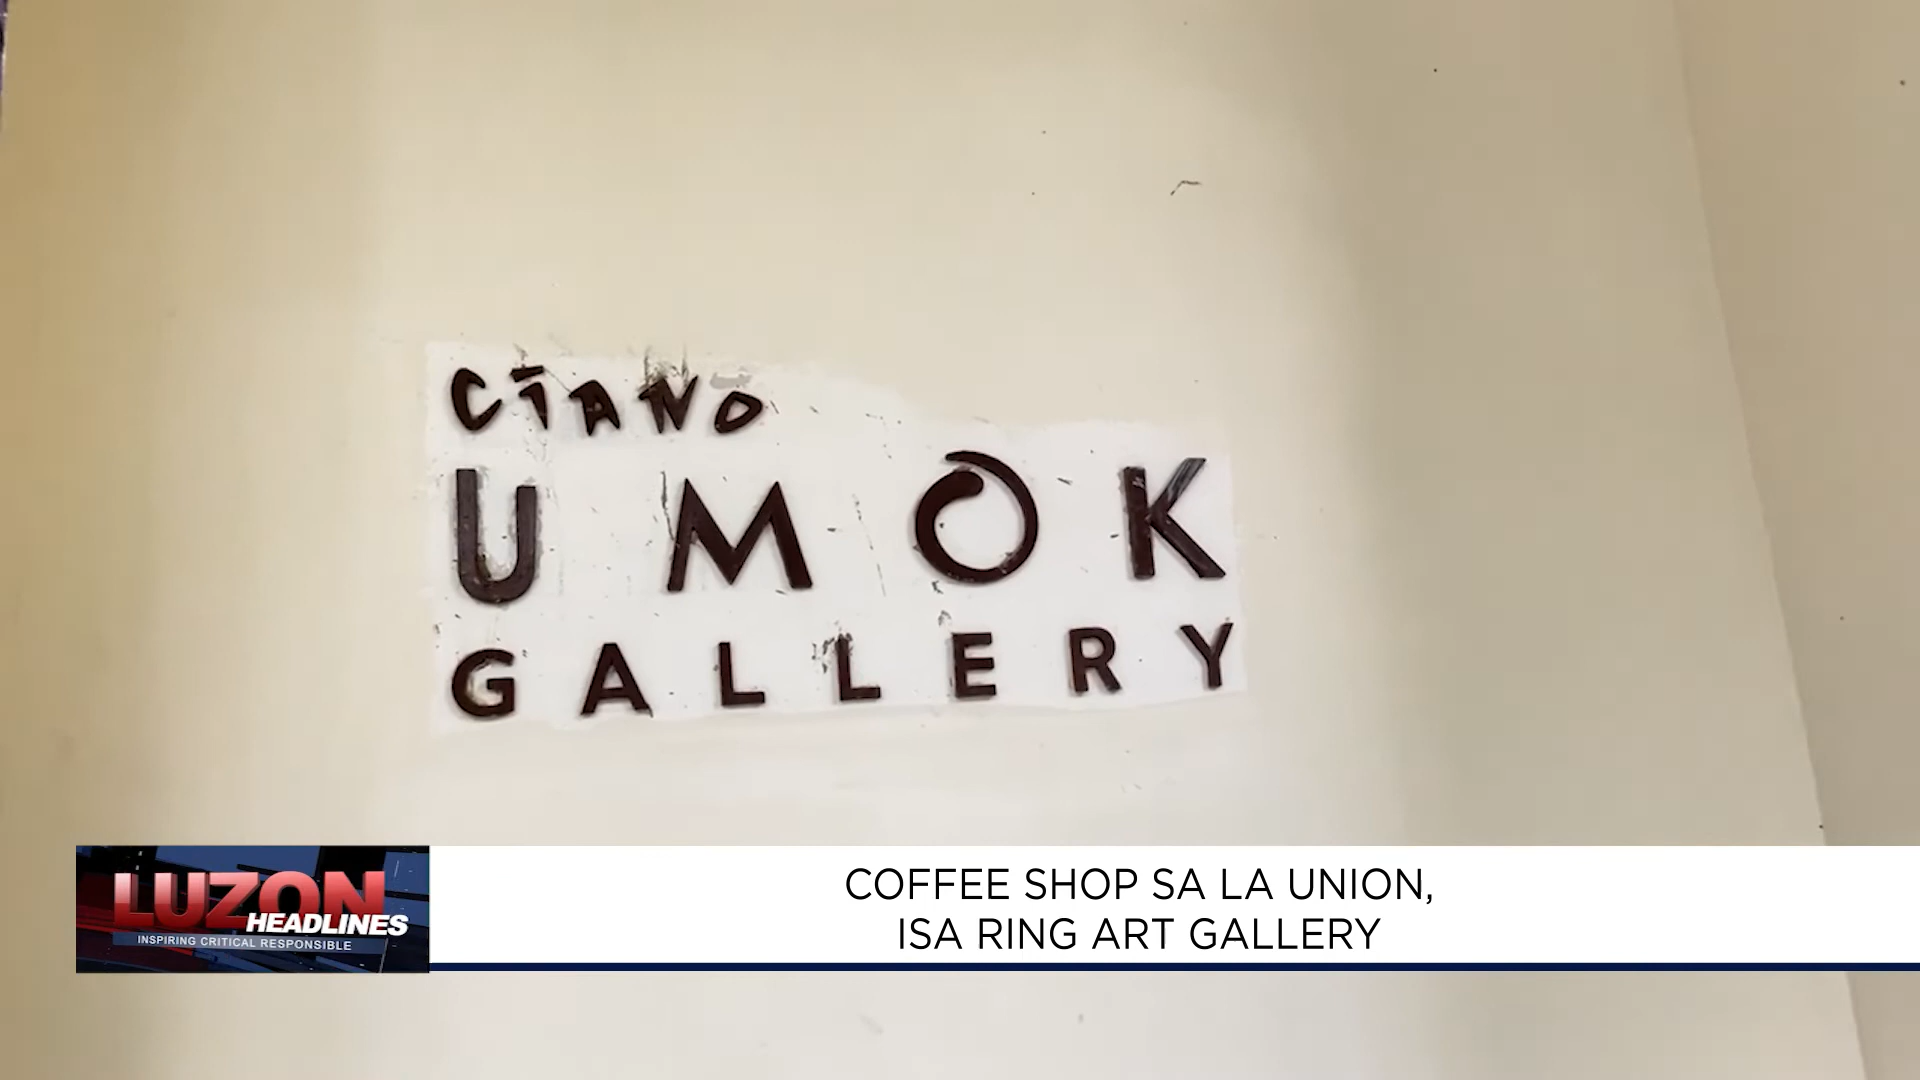 CIANO
UMOK
GALLERY
LUZON
HEADLINES
INSPIRING CRITICAL RESPONSIBLE
COFFEE SHOP SA LA UNION,
ISA RING ART GALLERY